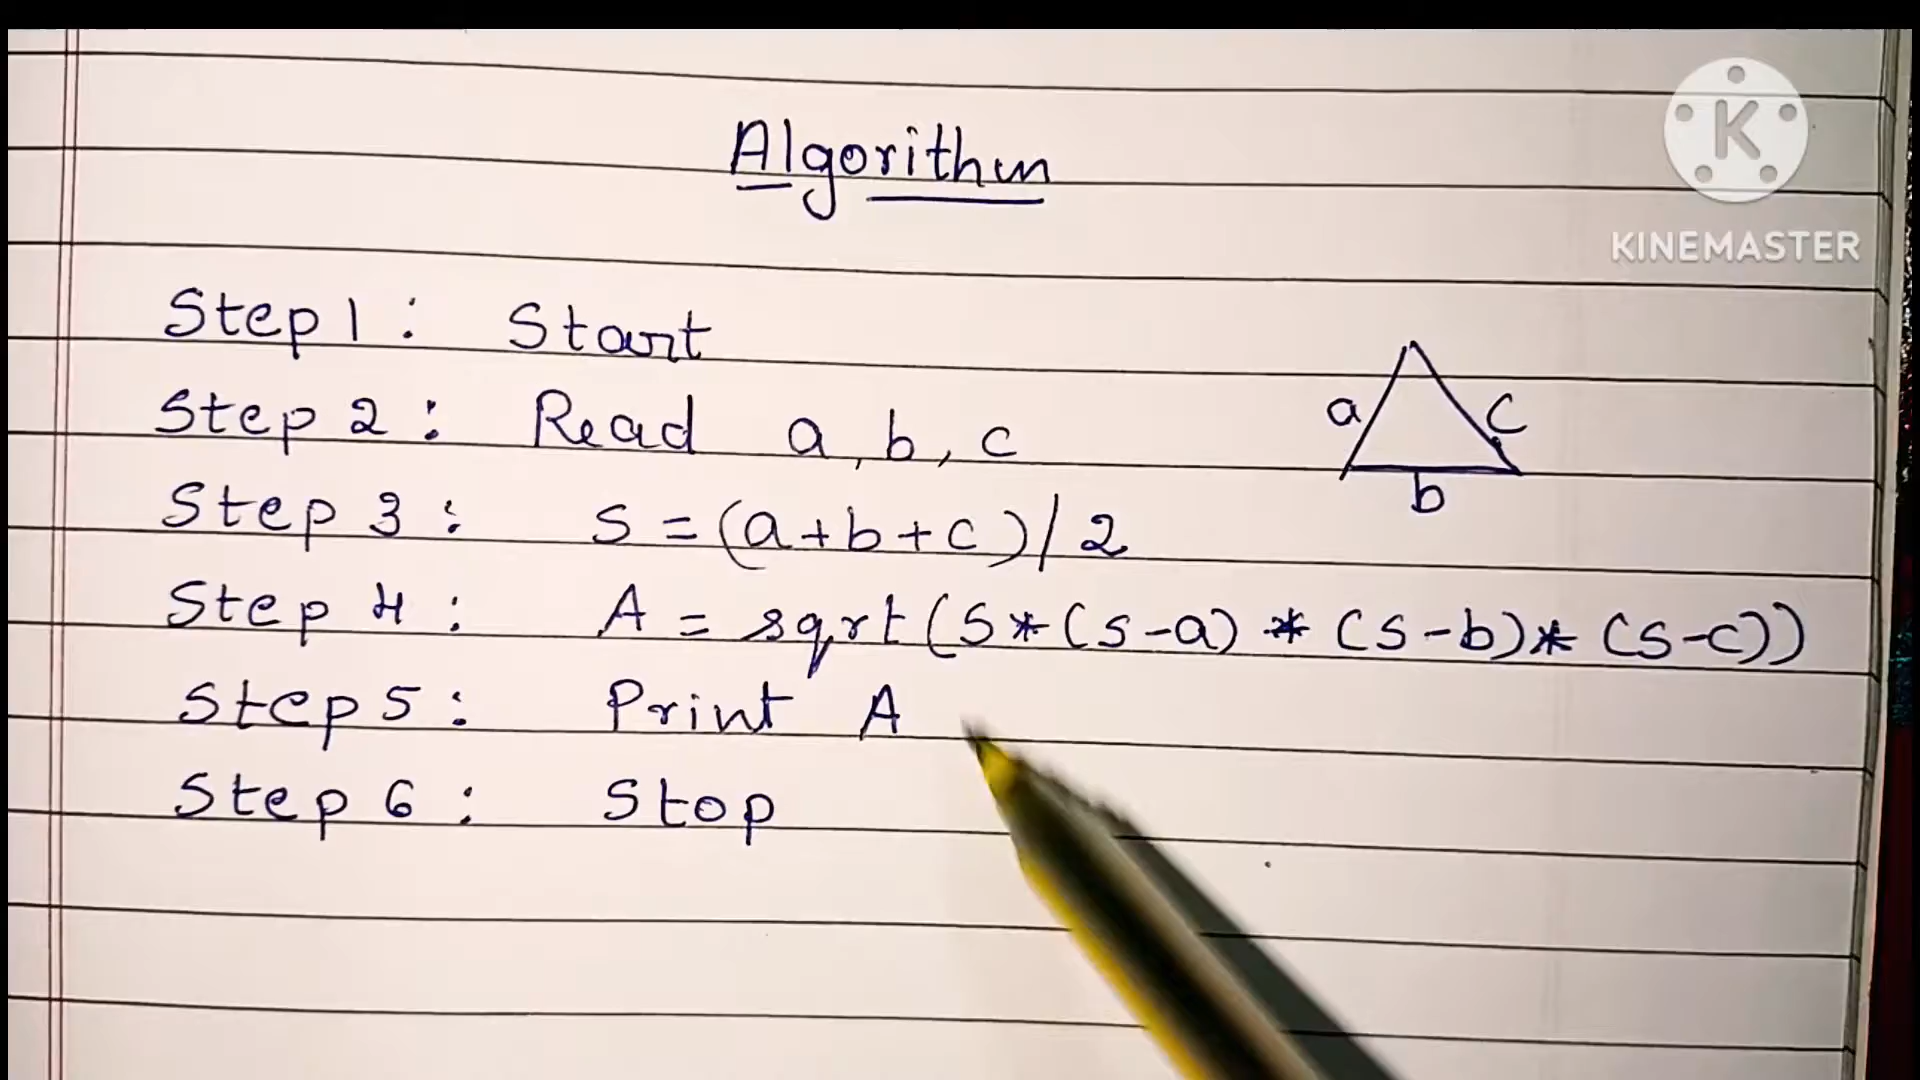 Algorithm
K
KINEMASTER
Step 1 : Start
Step 2 : Read a, b, c
a
c
b
Step 3 : S = (a+b+c)/2
Step 4 : A = sqrt(S*(S-a) * (S-b)* (S-c))
Step 5 : Print A
Step 6 : Stop